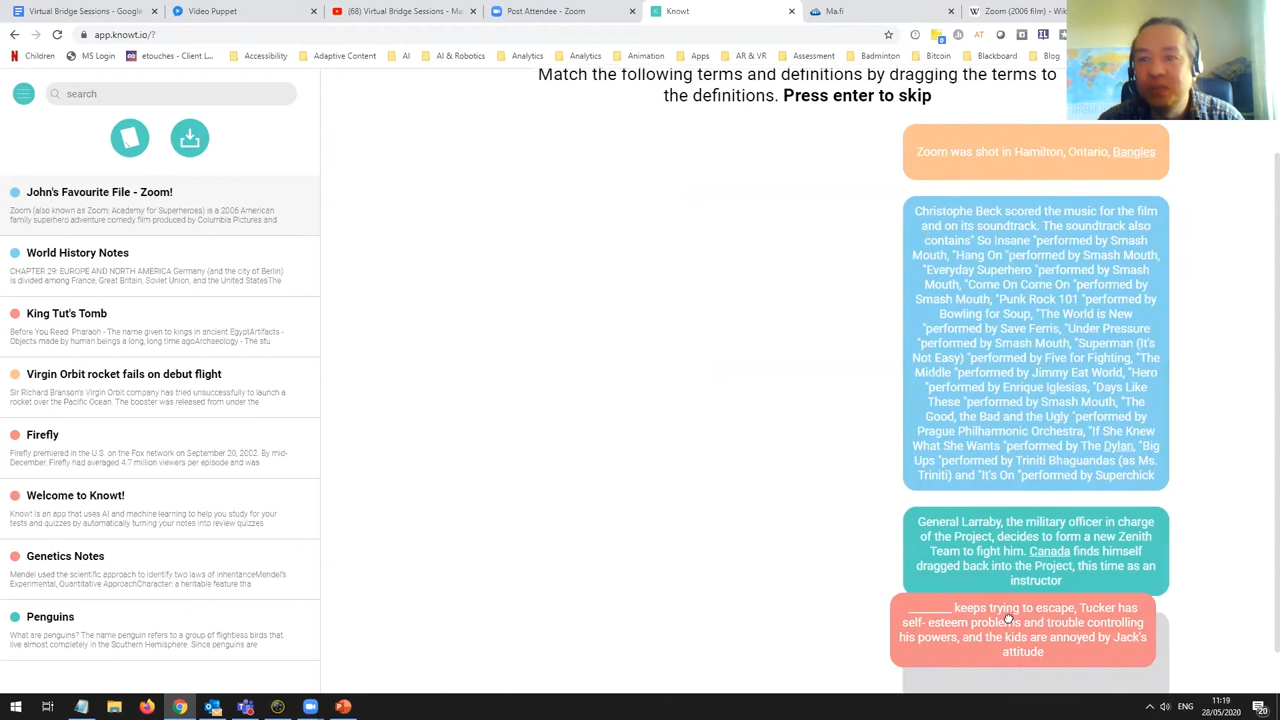 Virtual Bridge Sessions - Google
Video Puppet
(68) Virtual Bridge Sessions - Ma
Post Attendee - Zoom
Knowt
Ma.fi
Zoom (2006 film) - Wik
app.knowt.io/?
Children
MS Login
etouches - Client L...
Accessibility
Adaptive Content
AI
AI & Robotics
Analytics
Analytics
Animation
Apps
AR & VR
Assessment
Badminton
Bitcoin
Blackboard
Blog
search
Match the following terms and definitions by dragging the terms to
the definitions. Press enter to skip
John's Favourite File - Zoom!
Zoom (also known as Zoom: Academy for Superheroes) is a 2006 American
family superhero adventure comedy film produced by Columbia Pictures and
World History Notes
CHAPTER 29: EUROPE AND NORTH AMERICA Germany (and the city of Berlin)
is divided among France, Great Britain, Soviet Union, and the United StatesThe
King Tut's Tomb
Before You Read: Pharaoh - The name given to kings in ancient EgyptArtifacts -
Objects made by human beings a long, long time agoArchaeology - The stu
Virgin Orbit rocket fails on debut flight
Sir Richard Branson's Virgin Orbit company has tried unsuccessfully to launch a
rocket over the Pacific Ocean. The booster was released from under the
Firefly
Firefly premiered in the U.S. on the Fox network on September 20, 2002. By mid-
December, Firefly had averaged 4.7 million viewers per episode and was
Welcome to Knowt!
Knowt is an app that uses AI and machine learning to help you study for your
tests and quizzes by automatically turning your notes into review quizzes
Genetics Notes
Mendel used the scientific approach to identify two laws of inheritanceMendel's
Experimental, Quantitative ApproachCharacter: a heritable feature tha
Penguins
What are penguins? The name penguin refers to a group of flightless birds that
live almost completely in the Southern Hemisphere. Since penguins are
Zoom was shot in Hamilton, Ontario, Bangles
Christophe Beck scored the music for the film
and on its soundtrack. The soundtrack also
contains" So Insane "performed by Smash
Mouth, "Hang On "performed by Smash Mouth,
"Everyday Superhero "performed by Smash
Mouth, "Come On Come On "performed by
Smash Mouth, "Punk Rock 101 "performed by
Bowling for Soup, "The World is New
"performed by Save Ferris, "Under Pressure
"performed by Smash Mouth, "Superman (It's
Not Easy) "performed by Five for Fighting, "The
Middle "performed by Jimmy Eat World, "Hero
"performed by Enrique Iglesias, "Days Like
These "performed by Smash Mouth, "The
Good, the Bad and the Ugly "performed by
Prague Philharmonic Orchestra, "If She Knew
What She Wants "performed by The Dylan, "Big
Ups "performed by Triniti Bhaguandas (as Ms.
Triniti) and "It's On "performed by Superchick
General Larraby, the military officer in charge
of the Project, decides to form a new Zenith
Team to fight him. Canada finds himself
dragged back into the Project, this time as an
instructor
________ keeps trying to escape, Tucker has
self- esteem problems and trouble controlling
his powers, and the kids are annoyed by Jack's
attitude
ENG
11:19
28/05/2020
20